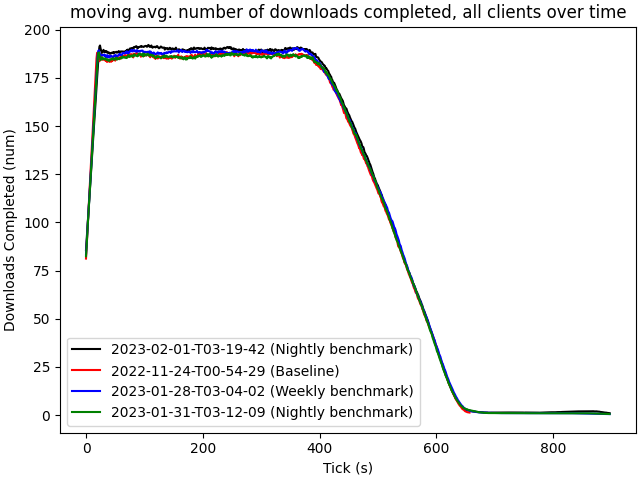 moving avg. number of downloads completed, all clients over time
200
175
150
125
100
75
50
25
0
Downloads Completed (num)
2023-02-01-T03-19-42 (Nightly benchmark)
2022-11-24-T00-54-29 (Baseline)
2023-01-28-T03-04-02 (Weekly benchmark)
2023-01-31-T03-12-09 (Nightly benchmark)
0 200 400 600 800
Tick (s)